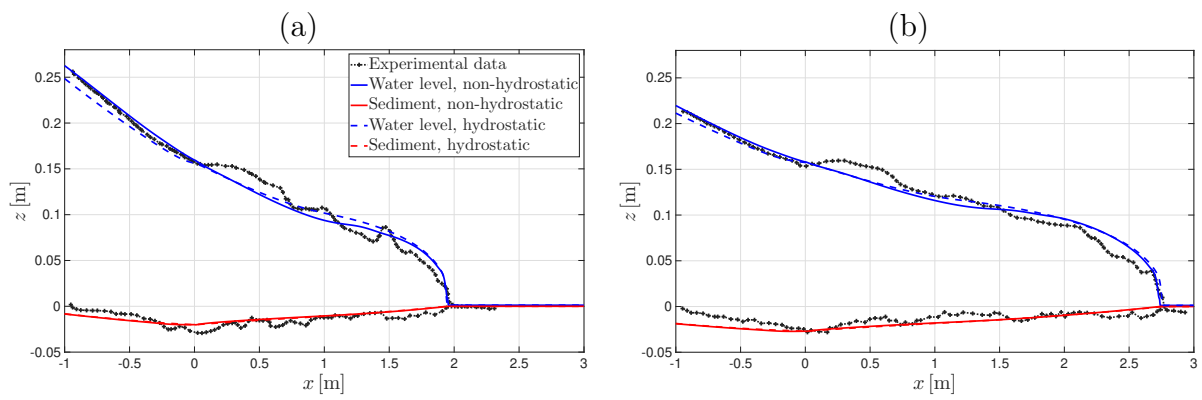 (a)
0.25
0.2
0.15
0.1
0.05
0
-0.05
z [m]
-1
-0.5
0
0.5
1
1.5
2
2.5
3
x [m]
Experimental data
Water level, non-hydrostatic
Sediment, non-hydrostatic
Water level, hydrostatic
Sediment, hydrostatic
(b)
0.25
0.2
0.15
0.1
0.05
0
-0.05
z [m]
-1
-0.5
0
0.5
1
1.5
2
2.5
3
x [m]